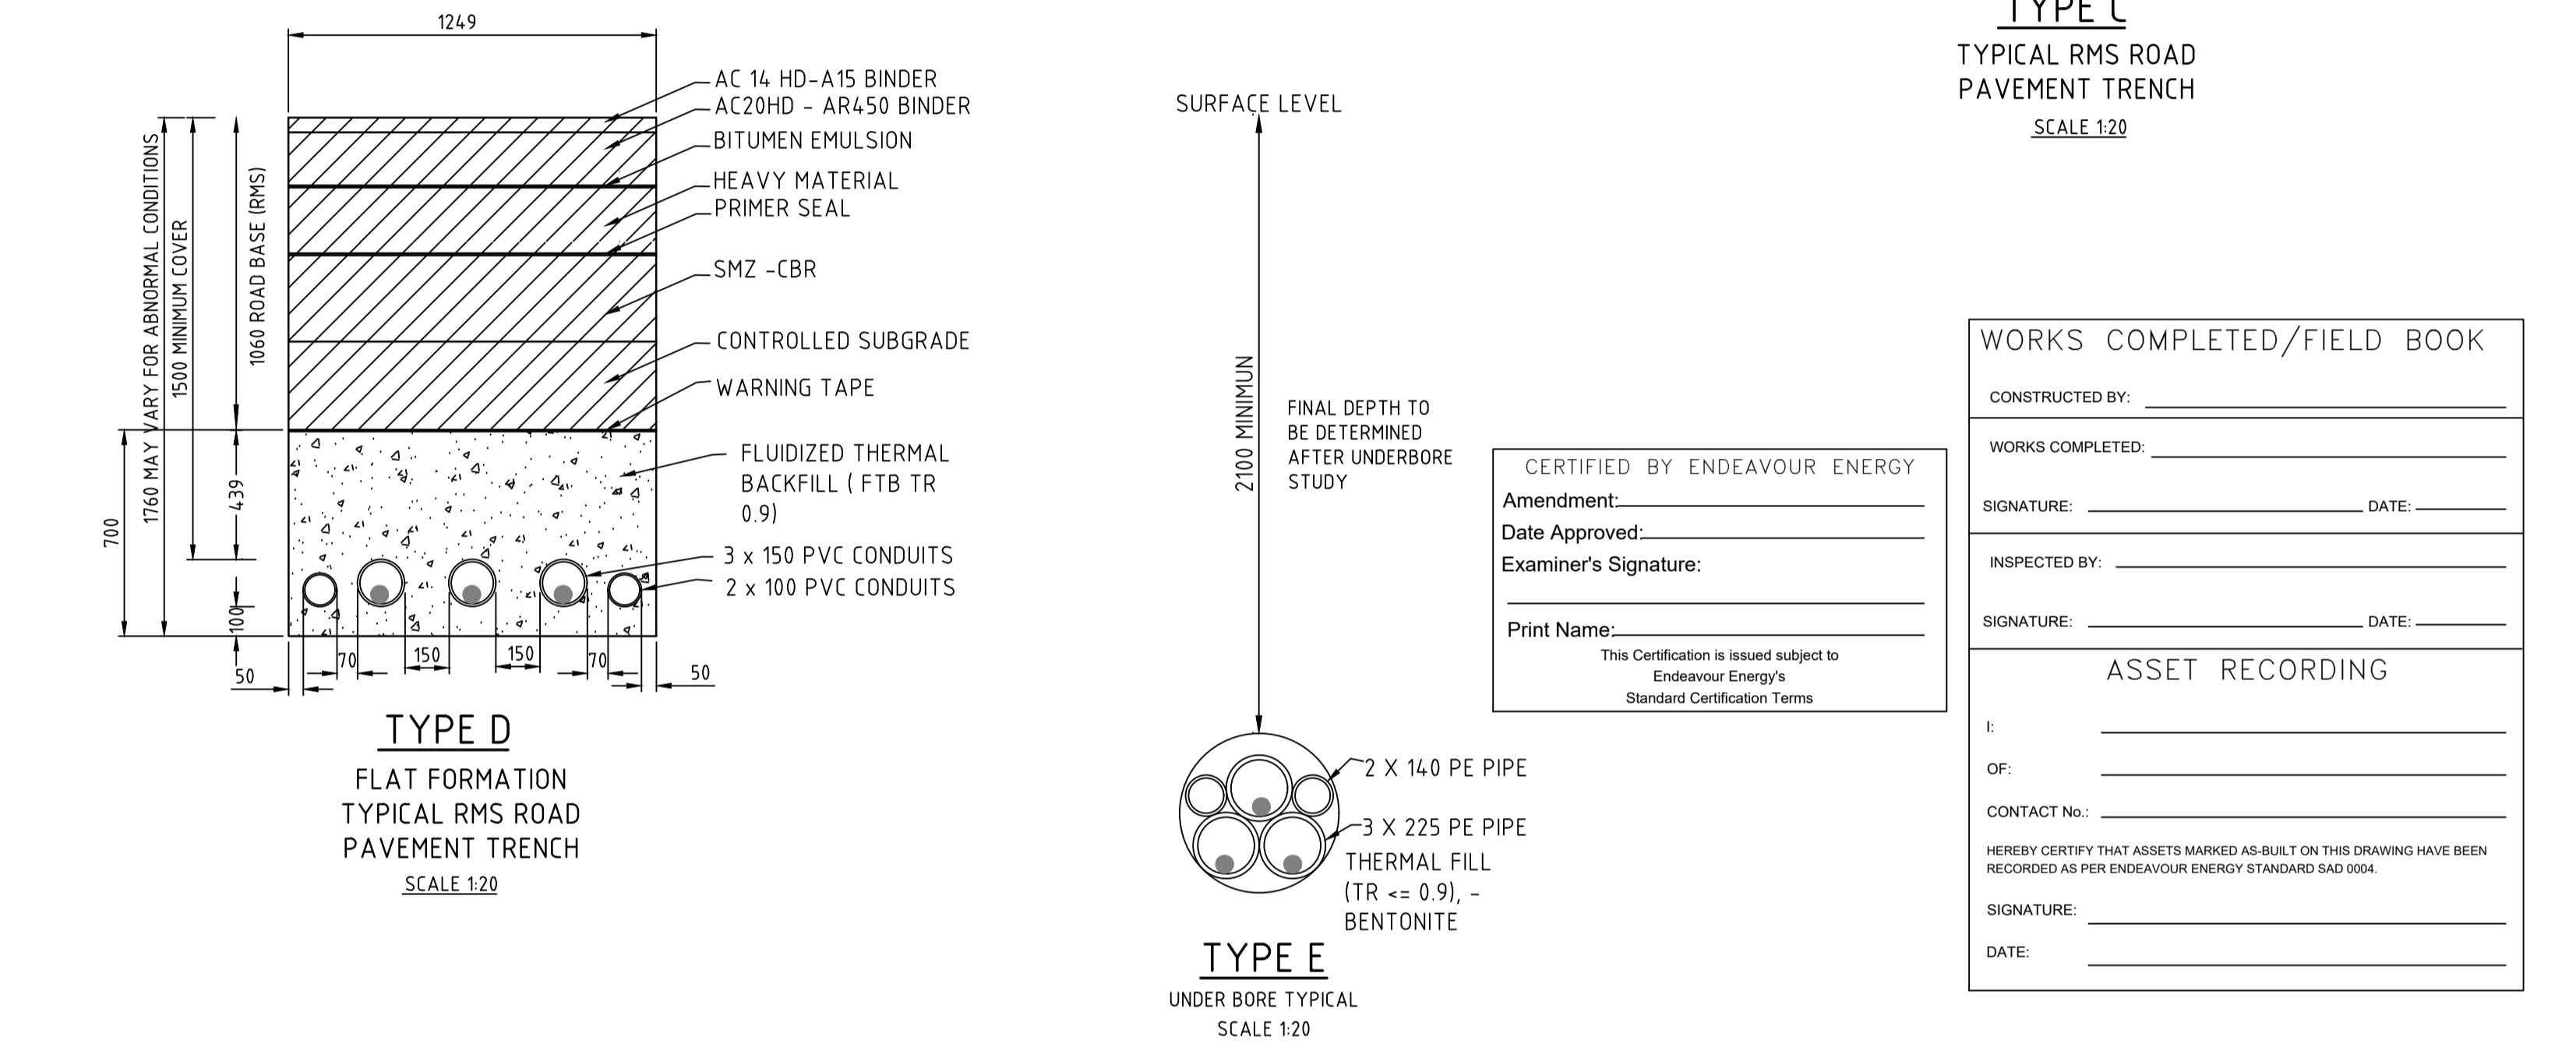 1249
AC 14 HD-A15 BINDER
AC20HD - AR450 BINDER
BITUMEN EMULSION
HEAVY MATERIAL
PRIMER SEAL
SMZ -CBR
CONTROLLED SUBGRADE
WARNING TAPE
FLUIDIZED THERMAL
BACKFILL ( FTB TR
0.9)
3 x 150 PVC CONDUITS
2 x 100 PVC CONDUITS
1760 MAY VARY FOR ABNORMAL CONDITIONS
1500 MINIMUM COVER
1060 ROAD BASE (RMS)
700
439
100
50
70
150
150
70
50
TYPE D
FLAT FORMATION
TYPICAL RMS ROAD
PAVEMENT TRENCH
SCALE 1:20
SURFACE LEVEL
2100 MINIMUN
FINAL DEPTH TO
BE DETERMINED
AFTER UNDERBORE
STUDY
2 X 140 PE PIPE
3 X 225 PE PIPE
THERMAL FILL
(TR <= 0.9), -
BENTONITE
TYPE E
UNDER BORE TYPICAL
SCALE 1:20
TYPE C
TYPICAL RMS ROAD
PAVEMENT TRENCH
SCALE 1:20
CERTIFIED BY ENDEAVOUR ENERGY
Amendment:
Date Approved:
Examiner's Signature:
Print Name:
This Certification is issued subject to
Endeavour Energy's
Standard Certification Terms
WORKS COMPLETED/FIELD BOOK
CONSTRUCTED BY:
WORKS COMPLETED:
SIGNATURE: DATE:
INSPECTED BY:
SIGNATURE: DATE:
ASSET RECORDING
I:
OF:
CONTACT No.:
HEREBY CERTIFY THAT ASSETS MARKED AS-BUILT ON THIS DRAWING HAVE BEEN
RECORDED AS PER ENDEAVOUR ENERGY STANDARD SAD 0004.
SIGNATURE:
DATE: